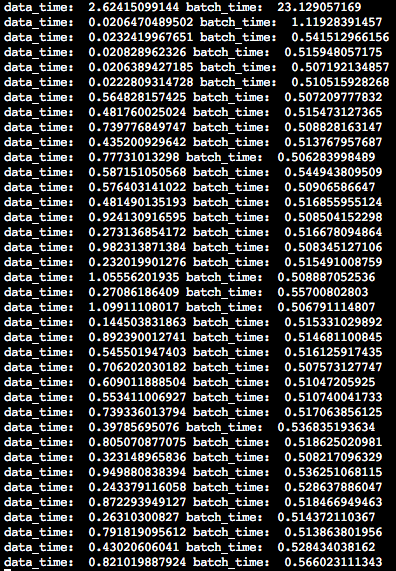 data_time:  2.62415099144 batch_time:  23.129057169
data_time:  0.0206470489502 batch_time:  1.11928391457
data_time:  0.0232419967651 batch_time:  0.541512966156
data_time:  0.020828962326 batch_time:  0.515948057175
data_time:  0.0206389427185 batch_time:  0.507192134857
data_time:  0.0222809314728 batch_time:  0.510515928268
data_time:  0.564828157425 batch_time:  0.507209777832
data_time:  0.481760025024 batch_time:  0.515473127365
data_time:  0.739776849747 batch_time:  0.508828163147
data_time:  0.435200929642 batch_time:  0.513767957687
data_time:  0.77731013298 batch_time:  0.506283998489
data_time:  0.587151050568 batch_time:  0.544943809509
data_time:  0.576403141022 batch_time:  0.50906586647
data_time:  0.481490135193 batch_time:  0.516855955124
data_time:  0.924130916595 batch_time:  0.508504152298
data_time:  0.273136854172 batch_time:  0.516678094864
data_time:  0.982313871384 batch_time:  0.508345127106
data_time:  0.232019901276 batch_time:  0.515491008759
data_time:  1.05556201935 batch_time:  0.508887052536
data_time:  0.27086186409 batch_time:  0.55700802803
data_time:  1.09911108017 batch_time:  0.506791114807
data_time:  0.144503831863 batch_time:  0.515331029892
data_time:  0.892390012741 batch_time:  0.514681100845
data_time:  0.545501947403 batch_time:  0.516125917435
data_time:  0.706202030182 batch_time:  0.507573127747
data_time:  0.609011888504 batch_time:  0.51047205925
data_time:  0.553411006927 batch_time:  0.510740041733
data_time:  0.739336013794 batch_time:  0.517063856125
data_time:  0.39785695076 batch_time:  0.536835193634
data_time:  0.805070877075 batch_time:  0.518625020981
data_time:  0.323148965836 batch_time:  0.508217096329
data_time:  0.949880838394 batch_time:  0.536251068115
data_time:  0.243379116058 batch_time:  0.528637886047
data_time:  0.872293949127 batch_time:  0.518466949463
data_time:  0.26310300827 batch_time:  0.514372110367
data_time:  0.791819095612 batch_time:  0.513863801956
data_time:  0.43020606041 batch_time:  0.528434038162
data_time:  0.821019887924 batch_time:  0.566023111343